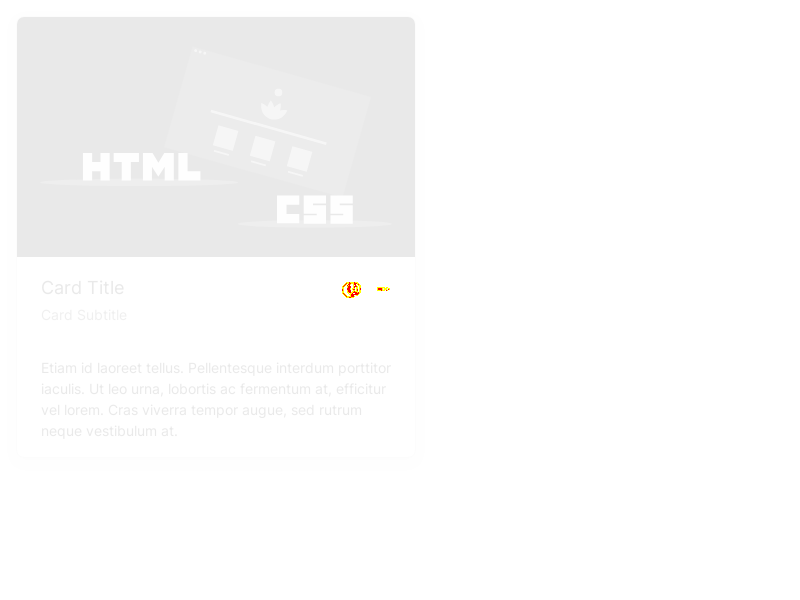 HTML
CSS
Card Title
Card Subtitle
Etiam id laoreet tellus. Pellentesque interdum porttitor
iaculis. Ut leo urna, lobortis ac fermentum at, efficitur
vel lorem. Cras viverra tempor augue, sed rutrum
neque vestibulum at.